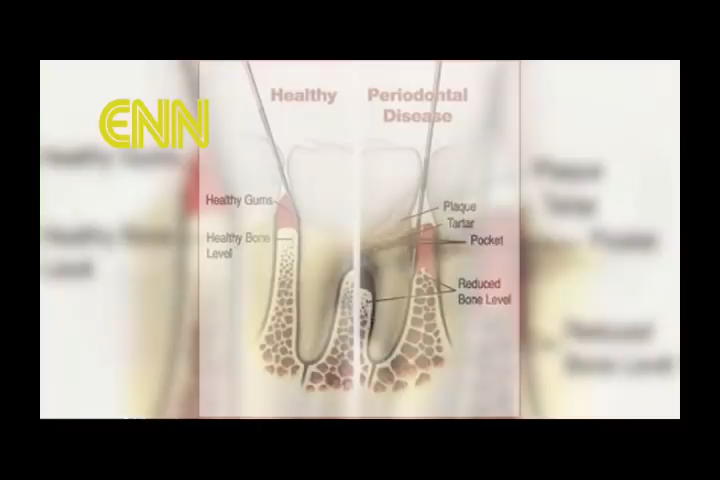 ENN
Healthy
Periodontal
Disease
Healthy Gums
Healthy Bone
Level
Plaque
Tartar
Pocket
Reduced
Bone Level